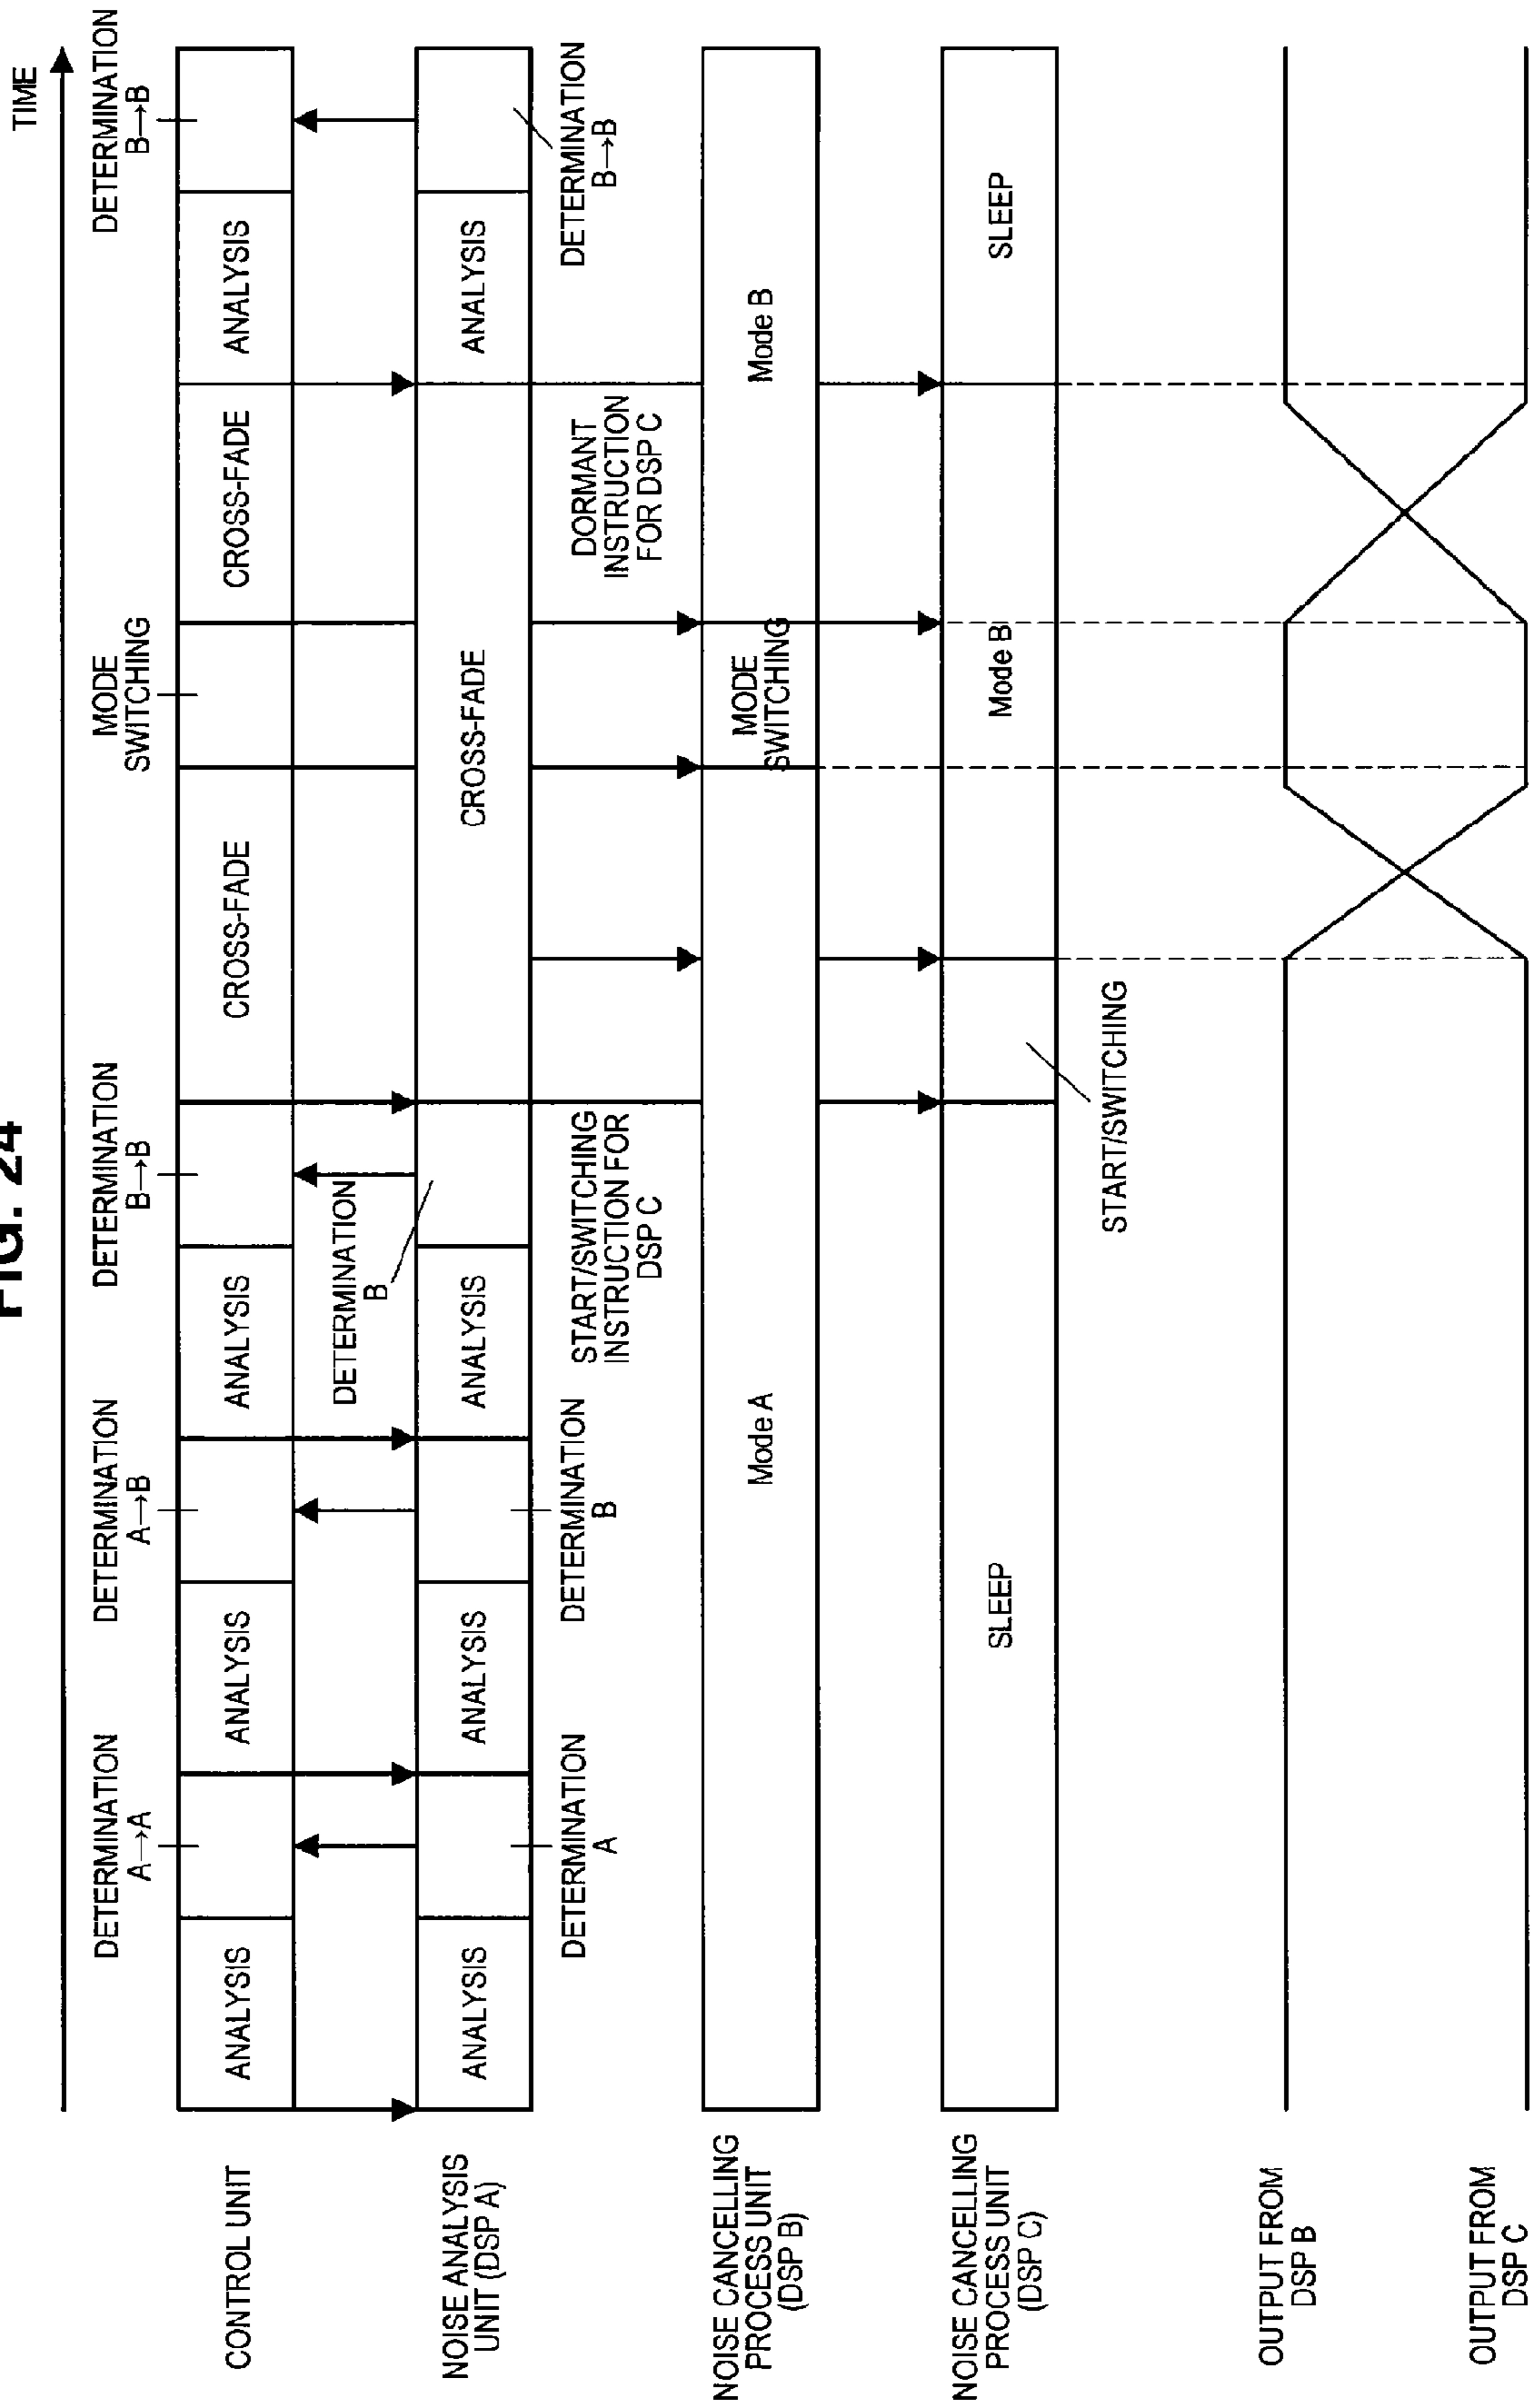 FIG. 24
TIME
DETERMINATION
A→A
DETERMINATION
A→B
DETERMINATION
B→B
MODE
SWITCHING
DETERMINATION
B→B
CONTROL UNIT
ANALYSIS
ANALYSIS
ANALYSIS
CROSS-FADE
CROSS-FADE
ANALYSIS
DETERMINATION
B
NOISE ANALYSIS
UNIT (DSP A)
ANALYSIS
ANALYSIS
ANALYSIS
CROSS-FADE
ANALYSIS
DETERMINATION
A
DETERMINATION
B
START/SWITCHING
INSTRUCTION FOR
DSP C
DORMANT
INSTRUCTION
FOR DSP C
DETERMINATION
B→B
NOISE CANCELLING
PROCESS UNIT
(DSP B)
Mode A
MODE
SWITCHING
Mode B
NOISE CANCELLING
PROCESS UNIT
(DSP C)
SLEEP
Mode B
SLEEP
START/SWITCHING
OUTPUT FROM
DSP B
OUTPUT FROM
DSP C